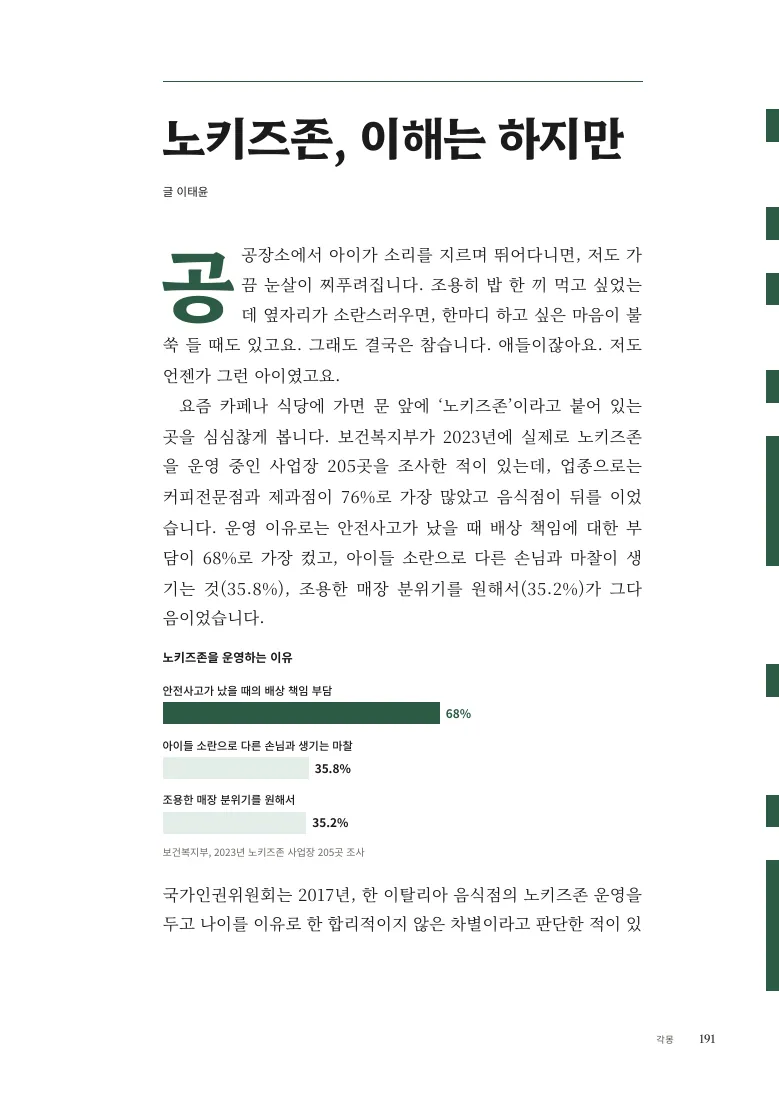 노키즈존, 이해는 하지만
글 이태윤
공
공장소에서 아이가 소리를 지르며 뛰어다니면, 저도 가
끔 눈살이 찌푸려집니다. 조용히 밥 한 끼 먹고 싶었는
데 옆자리가 소란스러우면, 한마디 하고 싶은 마음이 불
쑥 들 때도 있고요. 그래도 결국은 참습니다. 애들이잖아요. 저도
언젠가 그런 아이였고요.
요즘 카페나 식당에 가면 문 앞에 ‘노키즈존’이라고 붙어 있는
곳을 심심찮게 봅니다. 보건복지부가 2023년에 실제로 노키즈존
을 운영 중인 사업장 205곳을 조사한 적이 있는데, 업종으로는
커피전문점과 제과점이 76%로 가장 많았고 음식점이 뒤를 이었
습니다. 운영 이유로는 안전사고가 났을 때 배상 책임에 대한 부
담이 68%로 가장 컸고, 아이들 소란으로 다른 손님과 마찰이 생
기는 것(35.8%), 조용한 매장 분위기를 원해서(35.2%)가 그다
음이었습니다.
노키즈존을 운영하는 이유
안전사고가 났을 때의 배상 책임 부담
68%
아이들 소란으로 다른 손님과 생기는 마찰
35.8%
조용한 매장 분위기를 원해서
35.2%
보건복지부, 2023년 노키즈존 사업장 205곳 조사
국가인권위원회는 2017년, 한 이탈리아 음식점의 노키즈존 운영을
두고 나이를 이유로 한 합리적이지 않은 차별이라고 판단한 적이 있
각몽 191